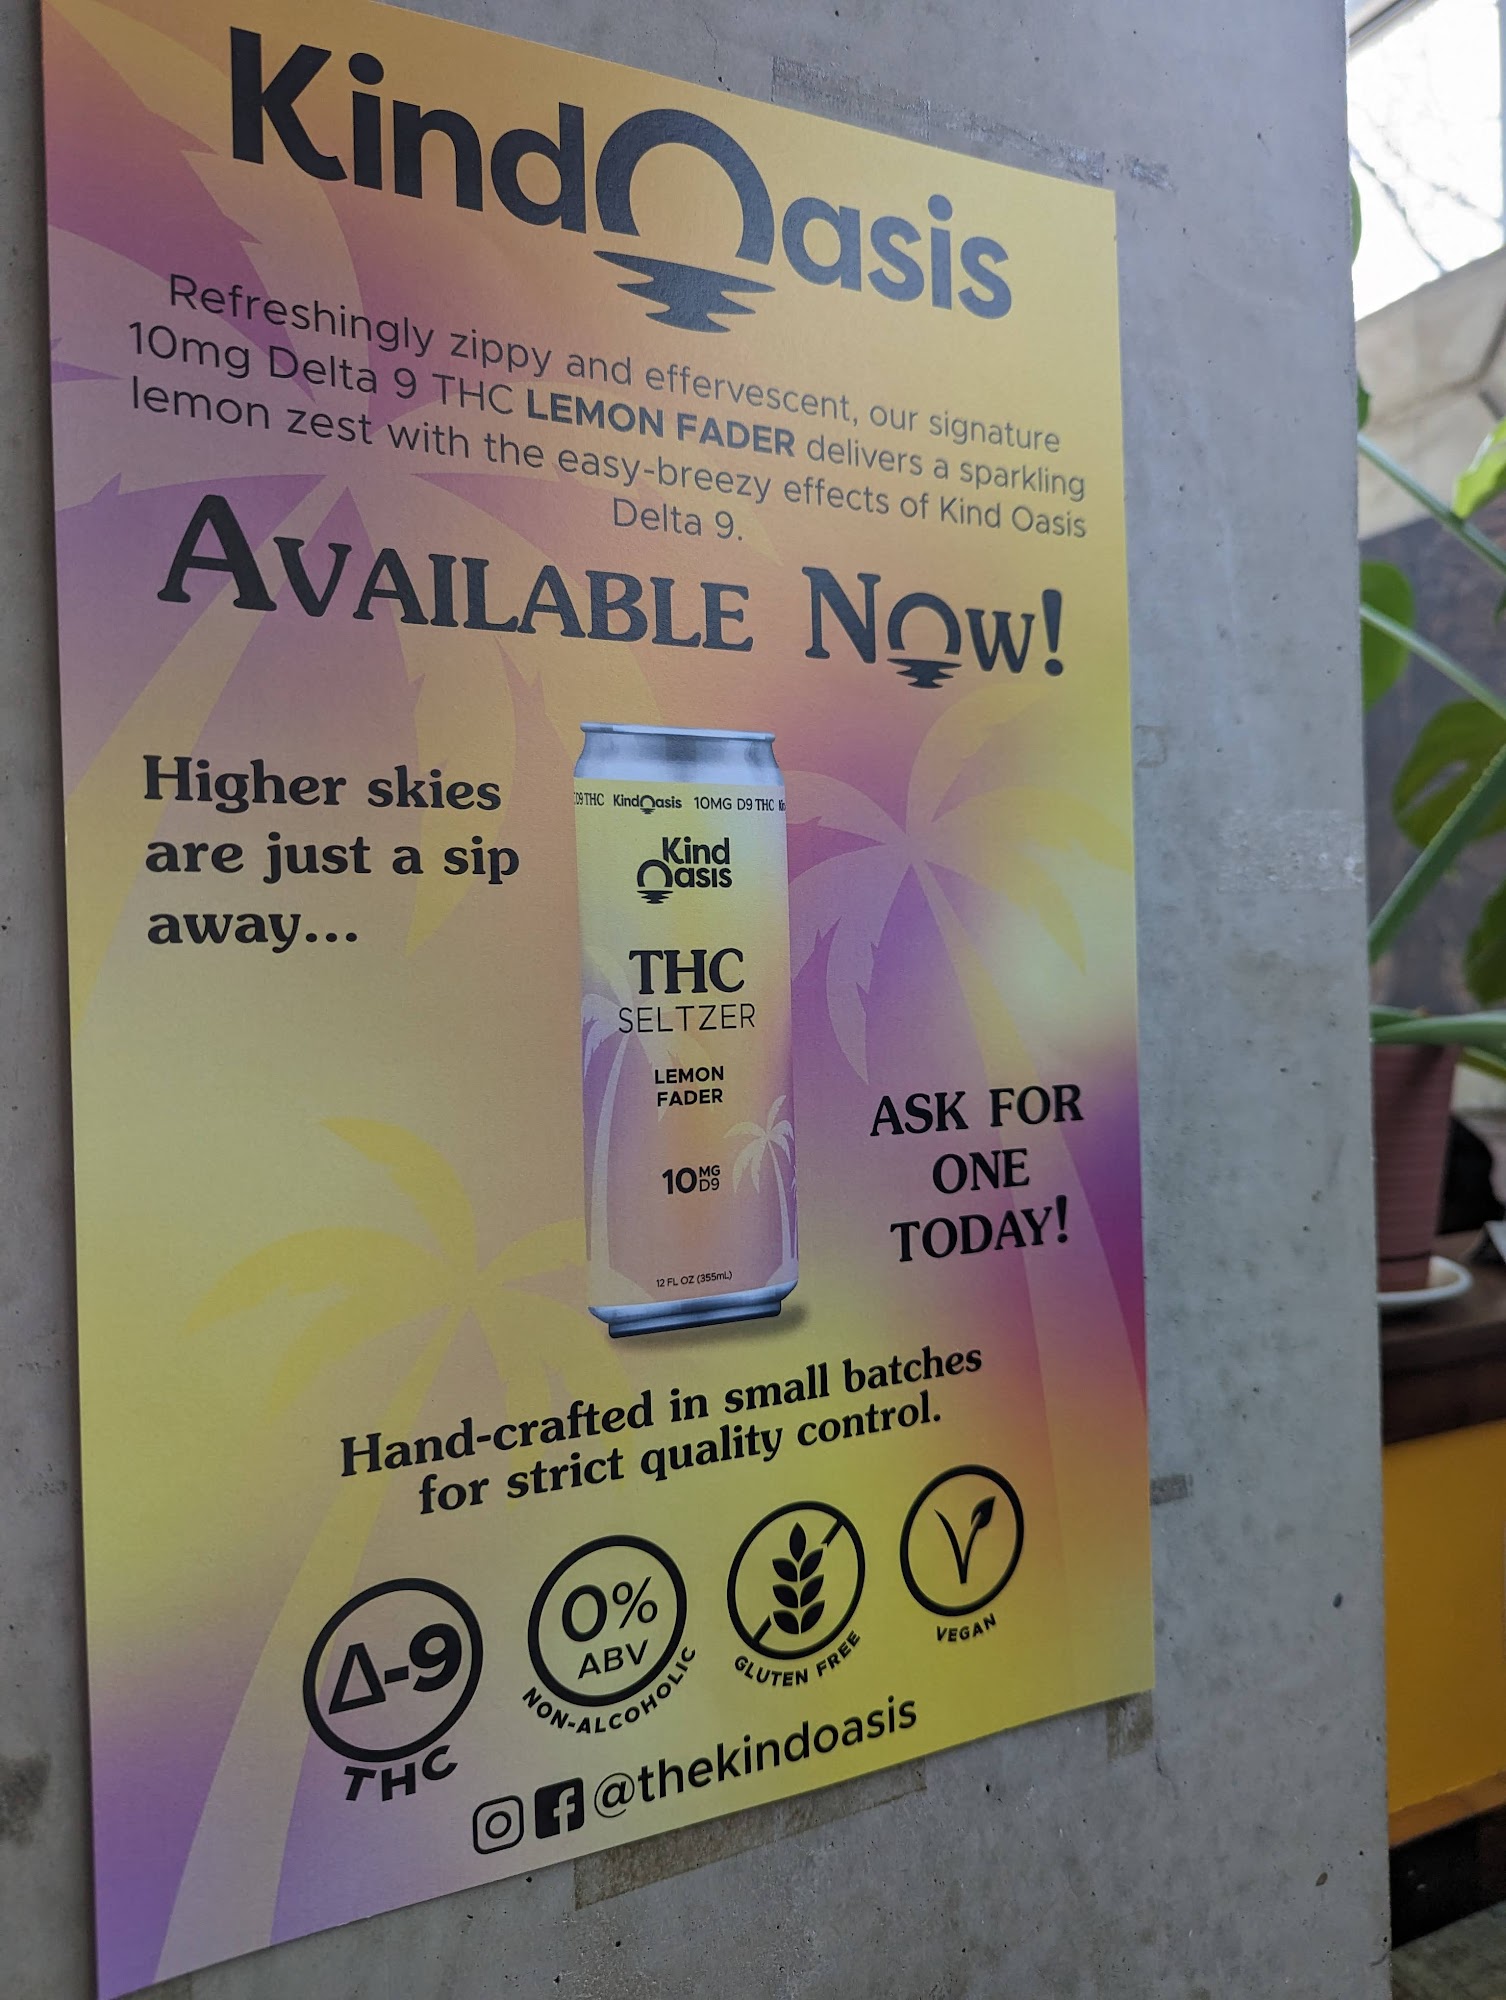 KindOasis
Refreshingly zippy and effervescent, our signature
10mg Delta 9 THC LEMON FADER delivers a sparkling
lemon zest with the easy-breezy effects of Kind Oasis
Delta 9.
AVAILABLE NOW!
Higher skies
are just a sip
away...
D9 THC KindOasis 10MG D9 THC
Kind
Oasis
THC
SELTZER
LEMON
FADER
10 MG D9
12 FL OZ (355mL)
ASK FOR
ONE
TODAY!
Hand-crafted in small batches
for strict quality control.
Δ-9
THC
0%
ABV
NON-ALCOHOLIC
GLUTEN FREE
VEGAN
@thekindoasis